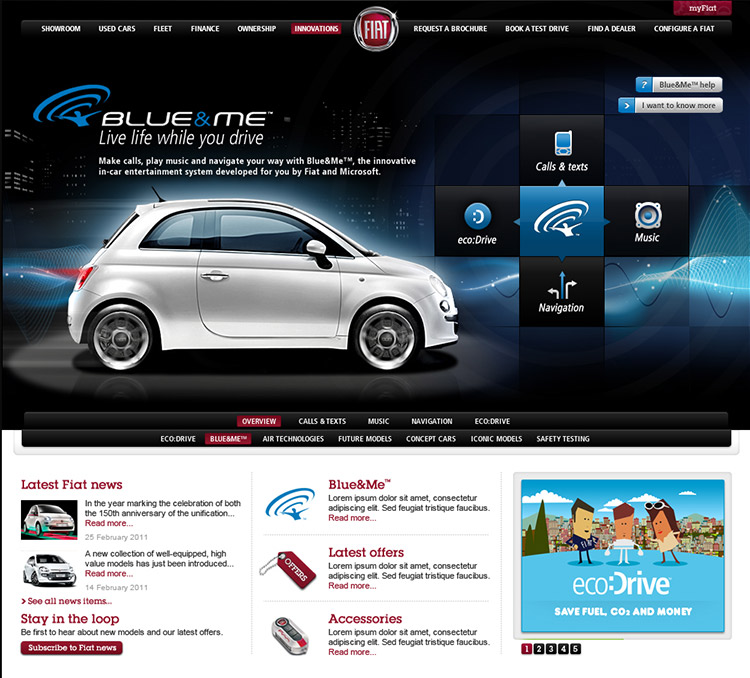 myFiat
SHOWROOM USED CARS FLEET FINANCE OWNERSHIP INNOVATIONS FIAT REQUEST A BROCHURE BOOK A TEST DRIVE FIND A DEALER CONFIGURE A FIAT
? Blue&Me™ help
> I want to know more
BLUE&ME™
Live life while you drive
Make calls, play music and navigate your way with Blue&Me™, the innovative
in-car entertainment system developed for you by Fiat and Microsoft.
Calls & texts
eco:Drive
Music
Navigation
OVERVIEW CALLS & TEXTS MUSIC NAVIGATION ECO:DRIVE
ECO:DRIVE BLUE&ME™ AIR TECHNOLOGIES FUTURE MODELS CONCEPT CARS ICONIC MODELS SAFETY TESTING
Latest Fiat news
In the year marking the celebration of both
the 150th anniversary of the unification...
Read more...
25 February 2011
A new collection of well-equipped, high
value models has just been introduced...
Read more...
14 February 2011
> See all news items...
Stay in the loop
Be first to hear about new models and our latest offers.
Subscribe to Fiat news
Blue&Me™
Lorem ipsum dolor sit amet, consectetur
adipiscing elit. Sed feugiat tristique faucibus.
Read more...
OFFERS
Latest offers
Lorem ipsum dolor sit amet, consectetur
adipiscing elit. Sed feugiat tristique faucibus.
Read more...
Accessories
Lorem ipsum dolor sit amet, consectetur
adipiscing elit. Sed feugiat tristique faucibus.
Read more...
eco:Drive™
SAVE FUEL, CO2 AND MONEY
1 2 3 4 5